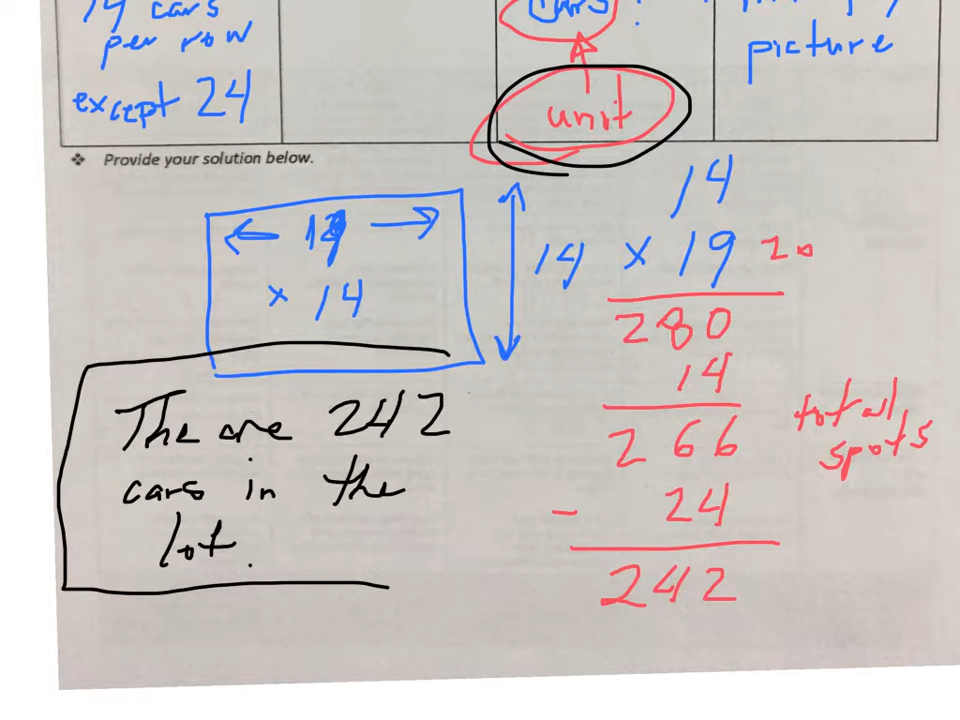 cars
per row
except 24
cars?
picture
unit
❖ Provide your solution below.
19
× 14
14
14
× 19 20
280
14
266 total
spots
- 24
242
The are 242
cars in the
lot.